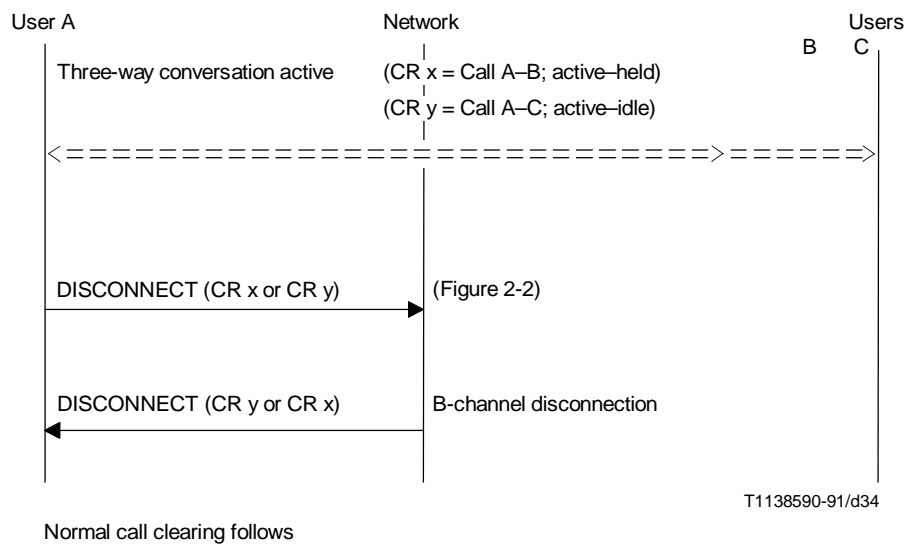 User A Network Users
B C
Three-way conversation active (CR x = Call A–B; active–held)
(CR y = Call A–C; active–idle)
DISCONNECT (CR x or CR y) (Figure 2-2)
DISCONNECT (CR y or CR x) B-channel disconnection
T1138590-91/d34
Normal call clearing follows